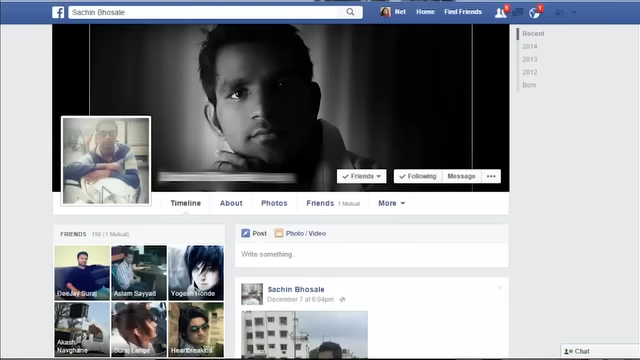 Sachin Bhosale
Net Home Find Friends
Recent
2014
2013
2012
Born
Friends
Following
Message
Timeline
About
Photos
Friends 1 Mutual
More
FRIENDS 150 (1 Mutual)
DeeJay Suraj
Aslam Sayyad
Yogesh Honde
Akash Navghane
Suraj Lange
Heartbreaking
Post
Photo / Video
Write something...
Sachin Bhosale
December 7 at 6:04pm
Chat